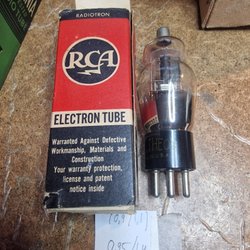 RADIOTRON
RCA
ELECTRON TUBE
Warranted Against Defective
Workmanship, Materials and
Construction
Your warranty protection,
license and patent
notice inside